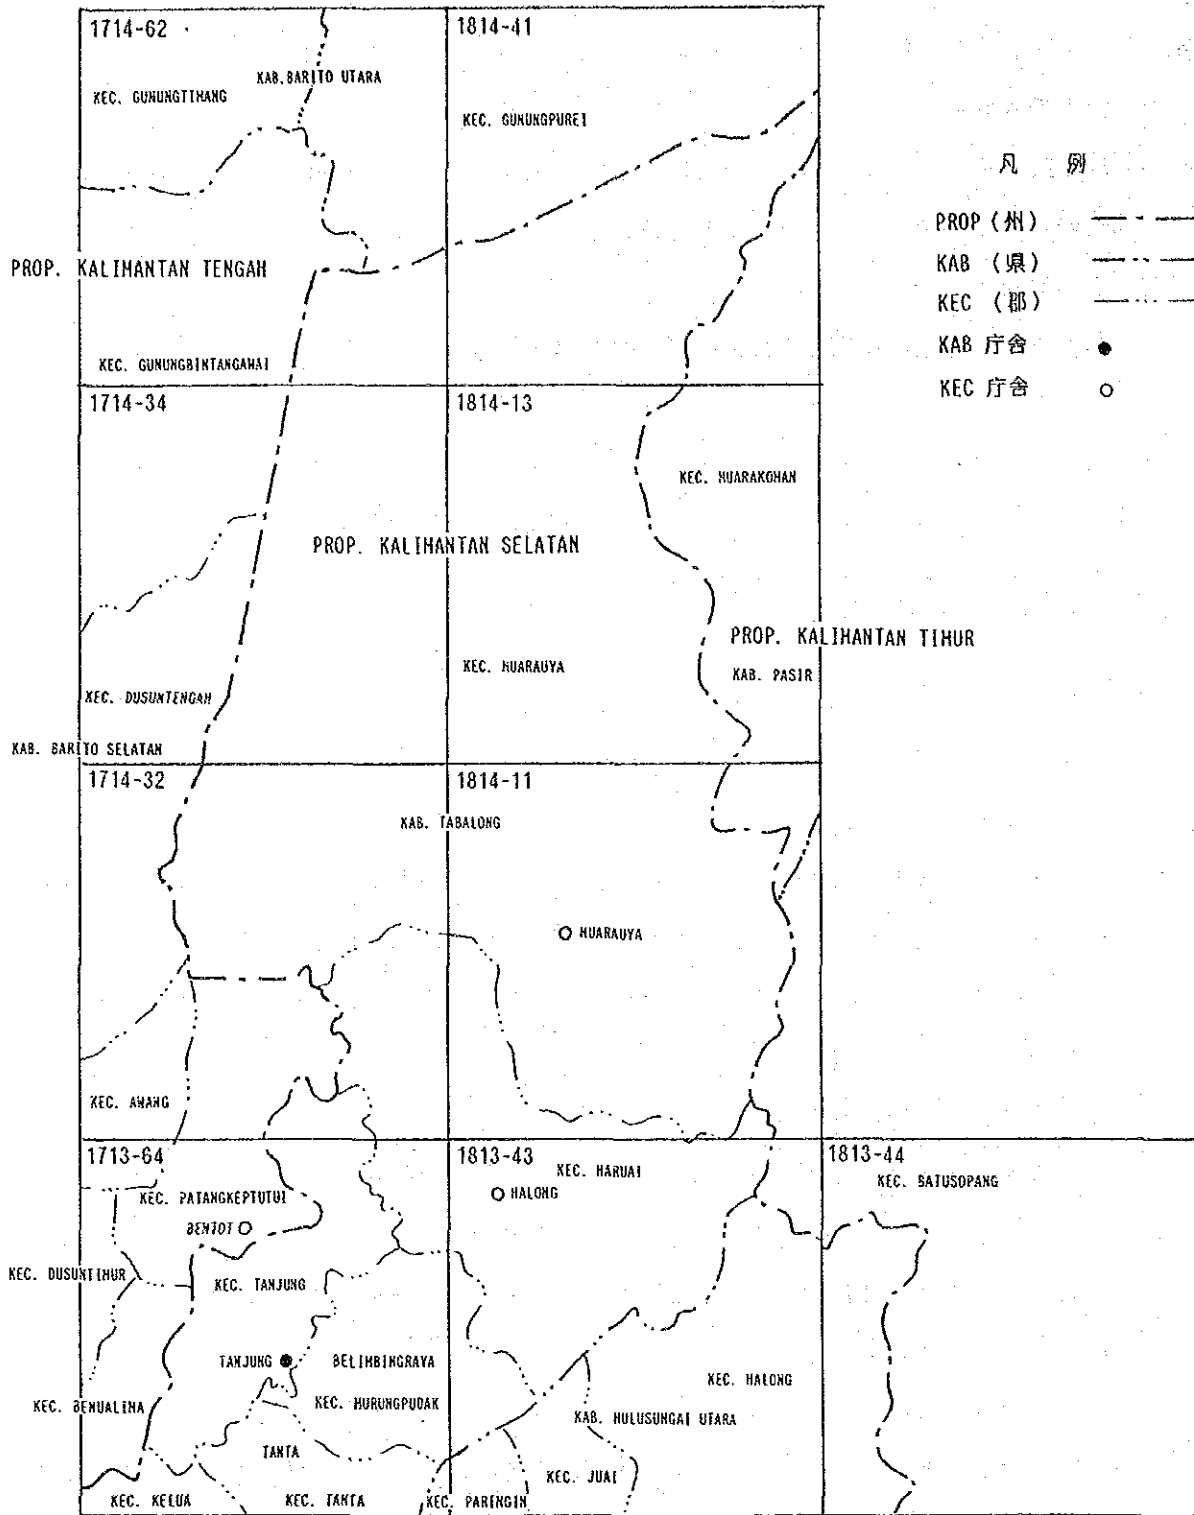 1714-62
1814-41
KAB. BARITO UTARA
KEC. GUNUNGTIMANG
KEC. GUNUNGPUREI
凡 例
PROP (州)
KAB (県)
KEC (郡)
KAB 庁舎
KEC 庁舎
PROP. KALIMANTAN TENGAH
KEC. GUNUNGBINTANGAWAI
1714-34
1814-13
KEC. MUARAKOMAN
PROP. KALIMANTAN SELATAN
PROP. KALIMANTAN TIMUR
KEC. MUARAUYA
KAB. PASIR
KEC. DUSUNTENGAH
KAB. BARITO SELATAN
1714-32
1814-11
KAB. TABALONG
MUARAUYA
KEC. AWANG
1713-64
1813-43
1813-44
KEC. HARUAI
KEC. BATUSOPANG
KEC. PATANGKEPTUTUI
HALONG
BENTOT
KEC. DUSUNTIMUR
KEC. TANJUNG
TANJUNG
BELIMBINGRAYA
KEC. HALONG
KEC. BENUALIMA
KEC. MURUNGPUDAK
KAB. HULUSUNGAI UTARA
TANTA
KEC. JUAI
KEC. KELUA
KEC. TANTA
KEC. PARINGIN